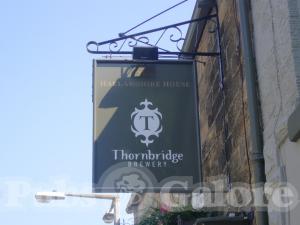 HALLAMSHIRE HOUSE
T
Thornbridge
BREWERY
Pubs Galore